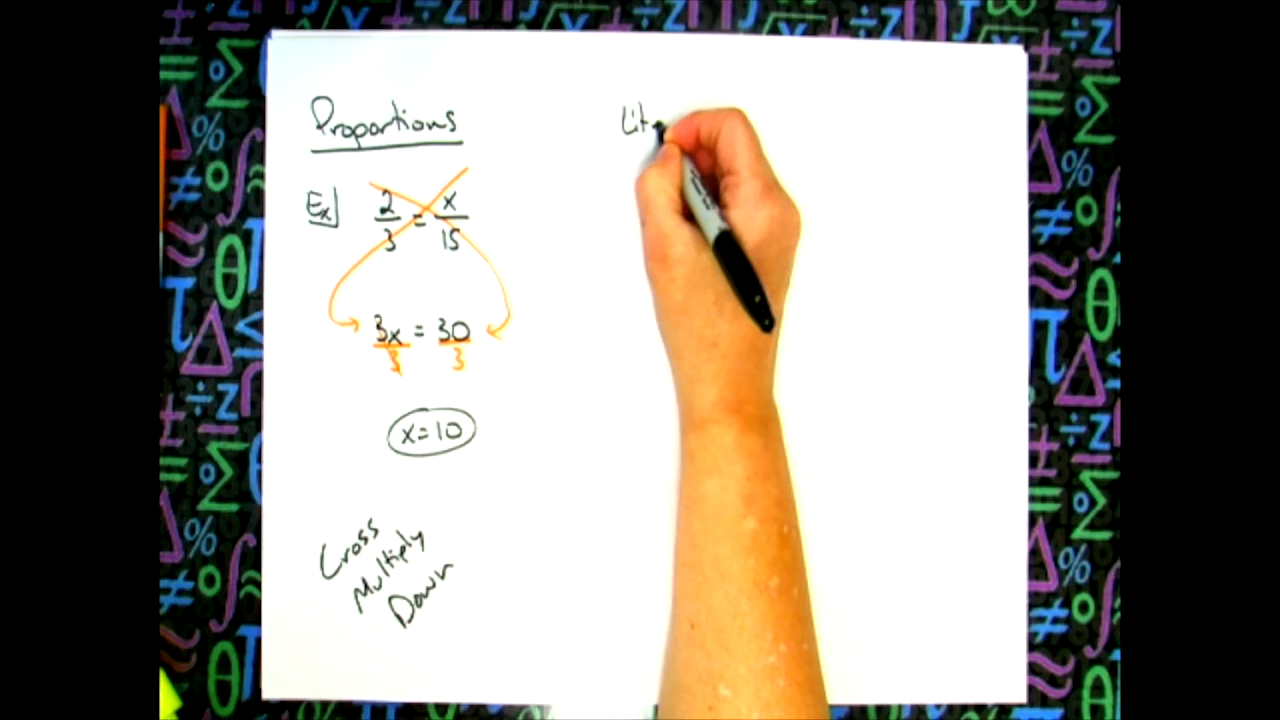 Proportions
Ex
2/3 = x/15
3x = 30
3 3
x=10
Cross
Multiply
Down
Lit